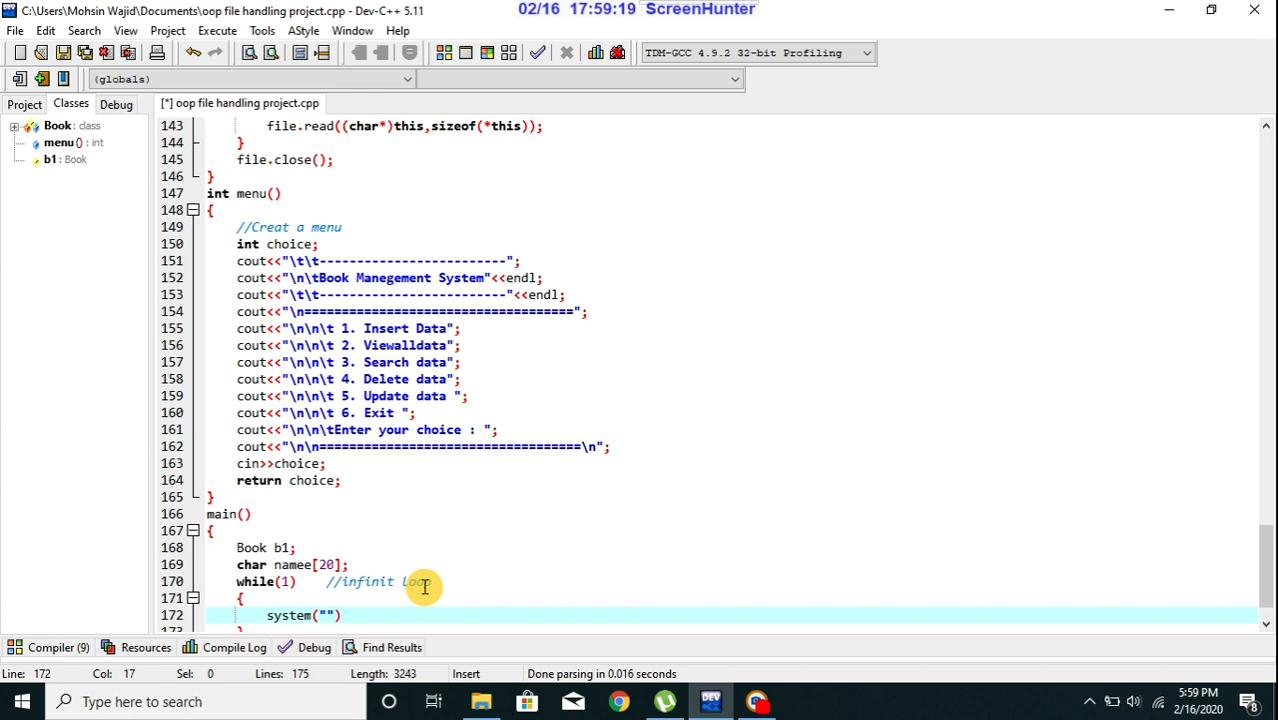 C:\Users\Mohsin Wajid\Documents\oop file handling project.cpp - Dev-C++ 5.11
02/16 17:59:19 ScreenHunter
File Edit Search View Project Execute Tools AStyle Window Help
TDM-GCC 4.9.2 32-bit Profiling
(globals)
Project Classes Debug [*] oop file handling project.cpp
Book : class
menu () : int
b1 : Book
143 file.read((char*)this,sizeof(*this));
144 }
145 file.close();
146 }
147 int menu()
148 {
149 //Creat a menu
150 int choice;
151 cout<<"\t\t-------------------------";
152 cout<<"\n\tBook Manegement System"<<endl;
153 cout<<"\t\t-------------------------"<<endl;
154 cout<<"\n====================================";
155 cout<<"\n\n\t 1. Insert Data";
156 cout<<"\n\n\t 2. Viewalldata";
157 cout<<"\n\n\t 3. Search data";
158 cout<<"\n\n\t 4. Delete data";
159 cout<<"\n\n\t 5. Update data ";
160 cout<<"\n\n\t 6. Exit ";
161 cout<<"\n\n\tEnter your choice : ";
162 cout<<"\n\n===================================\n";
163 cin>>choice;
164 return choice;
165 }
166 main()
167 {
168 Book b1;
169 char namee[20];
170 while(1) //infinit loop
171 {
172 system("")
173 }
Compiler (9) Resources Compile Log Debug Find Results
Line: 172 Col: 17 Sel: 0 Lines: 175 Length: 3243 Insert Done parsing in 0.016 seconds
Type here to search
DEV
5:59 PM
2/16/2020
8